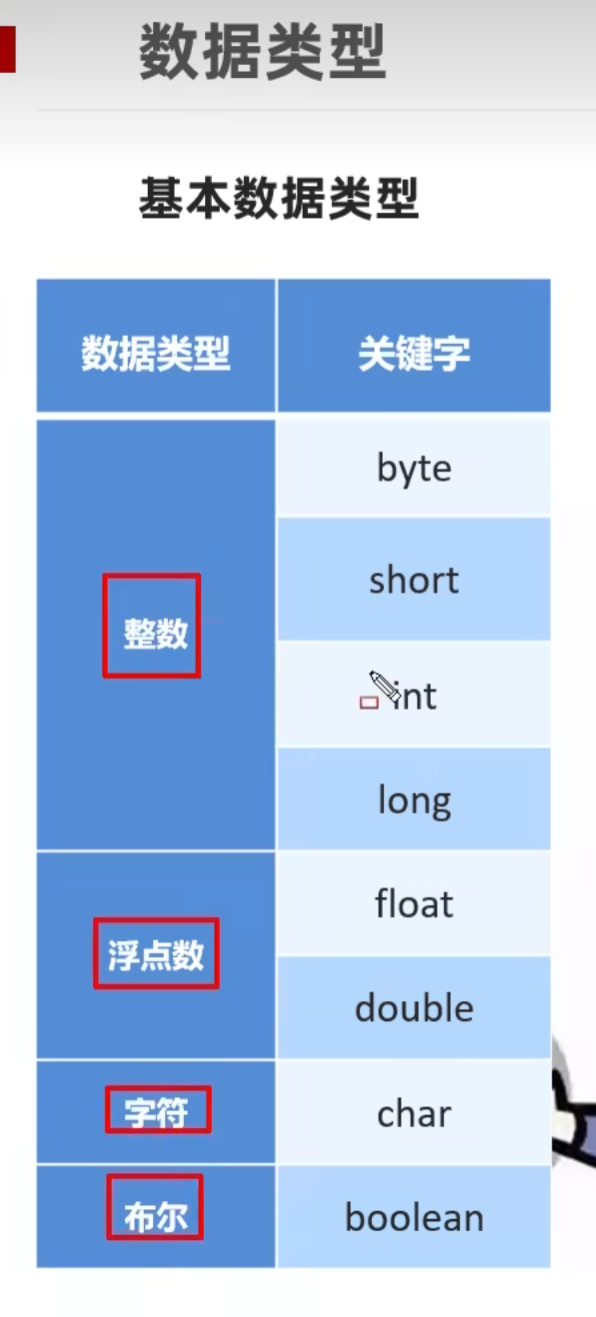 数据类型
基本数据类型
数据类型 关键字
整数 byte
short
int
long
浮点数 float
double
字符 char
布尔 boolean